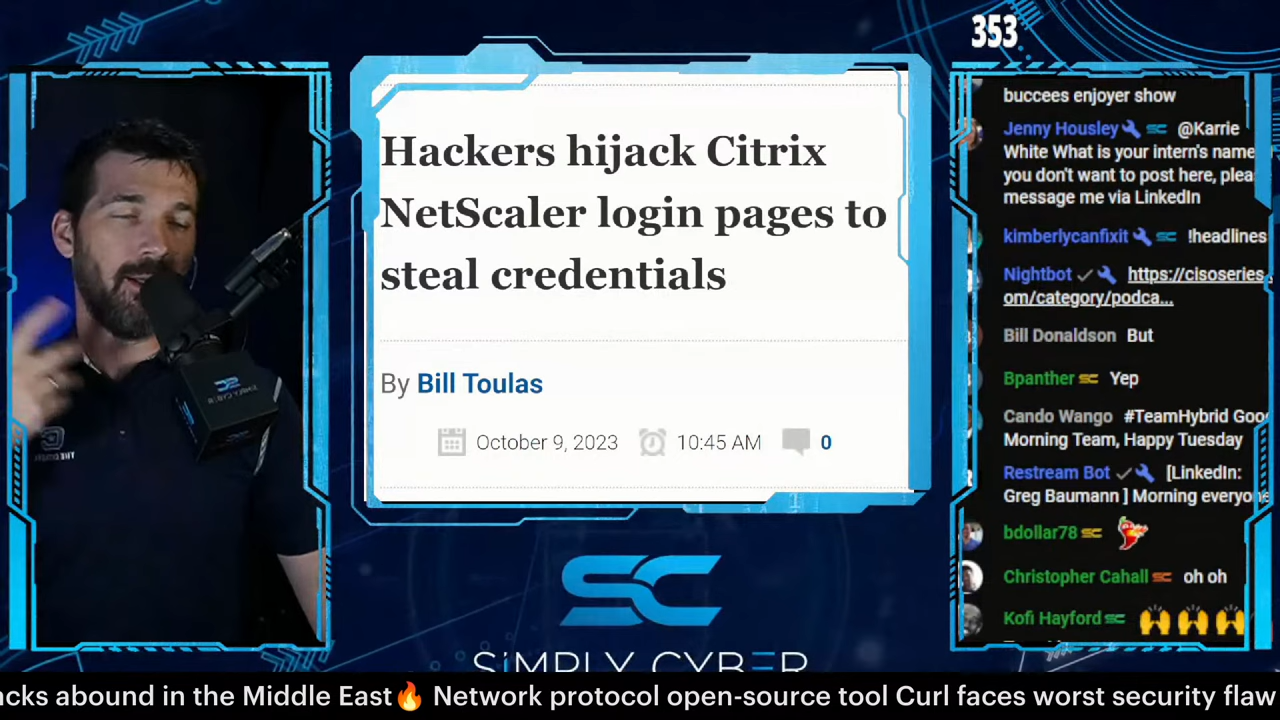 353
Hackers hijack Citrix
NetScaler login pages to
steal credentials
By Bill Toulas
October 9, 2023 10:45 AM 0
buccees enjoyer show
Jenny Housley @Karrie
White What is your intern's name
you don't want to post here, plea
message me via LinkedIn
kimberlycanfixit !headlines
Nightbot https://cisoseries.
om/category/podca...
Bill Donaldson But
Bpanther Yep
Cando Wango #TeamHybrid Goo
Morning Team, Happy Tuesday
Restream Bot [LinkedIn:
Greg Baumann ] Morning everyone
bdollar78
Christopher Cahall oh oh
Kofi Hayford
SC
SIMPLY CYBER
acks abound in the Middle East🔥 Network protocol open-source tool Curl faces worst security flaw